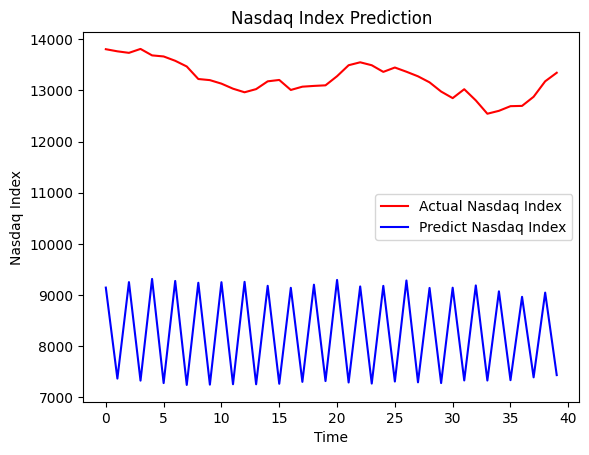 Nasdaq Index Prediction
14000
13000
12000
11000
10000
9000
8000
7000
Nasdaq Index
Actual Nasdaq Index
Predict Nasdaq Index
0 5 10 15 20 25 30 35 40
Time